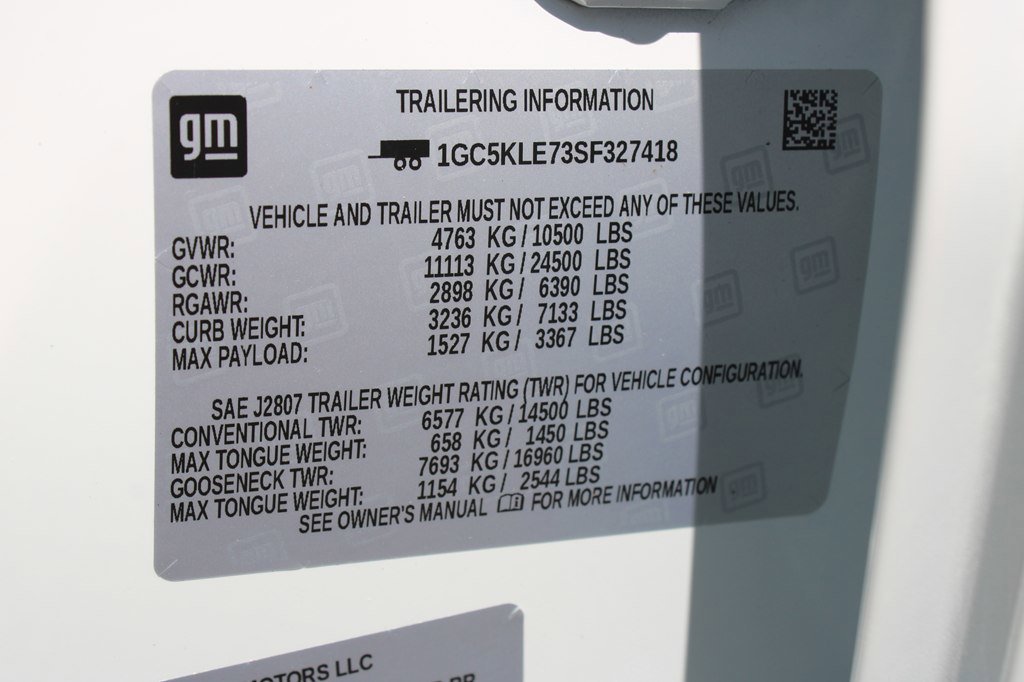 gm
TRAILERING INFORMATION
1GC5KLE73SF327418
VEHICLE AND TRAILER MUST NOT EXCEED ANY OF THESE VALUES.
GVWR: 4763 KG / 10500 LBS
GCWR: 11113 KG / 24500 LBS
RGAWR: 2898 KG / 6390 LBS
CURB WEIGHT: 3236 KG / 7133 LBS
MAX PAYLOAD: 1527 KG / 3367 LBS
SAE J2807 TRAILER WEIGHT RATING (TWR) FOR VEHICLE CONFIGURATION.
CONVENTIONAL TWR: 6577 KG / 14500 LBS
MAX TONGUE WEIGHT: 658 KG / 1450 LBS
GOOSENECK TWR: 7693 KG / 16960 LBS
MAX TONGUE WEIGHT: 1154 KG / 2544 LBS
SEE OWNER'S MANUAL FOR MORE INFORMATION
LLC